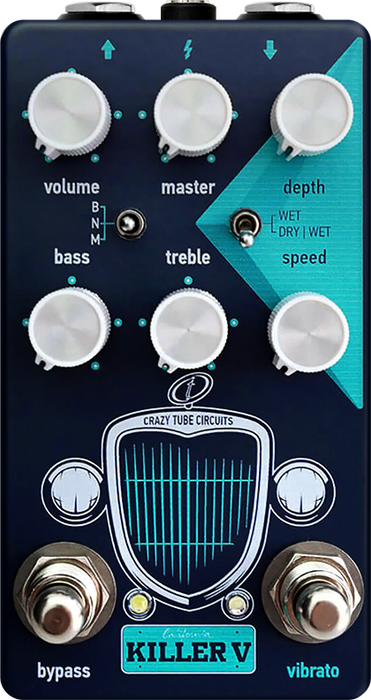 volume master depth
B
N
M
WET
DRY | WET
bass treble speed
CRAZY TUBE CIRCUITS
California
KILLER V
bypass vibrato